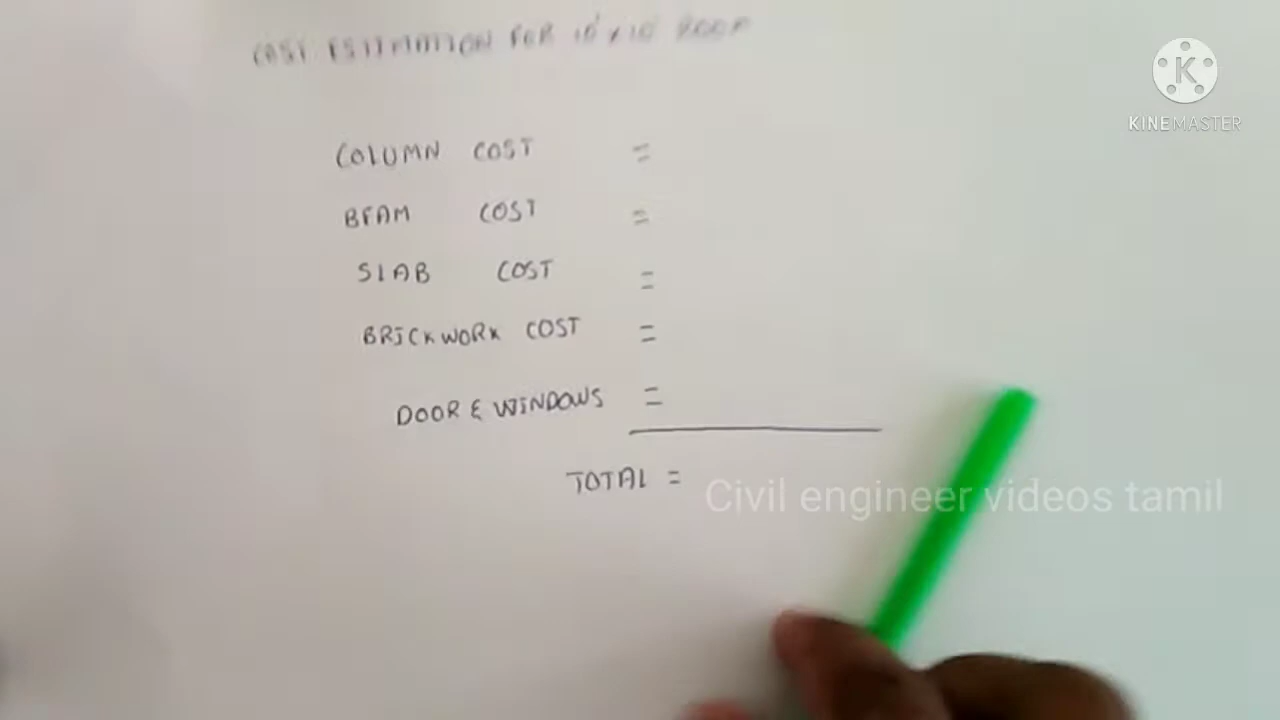 COST ESTIMATION FOR 10' x 10' ROOM
KINEMASTER
COLUMN COST =
BEAM COST =
SLAB COST =
BRICKWORK COST =
DOOR & WINDOWS =
TOTAL =
Civil engineer videos tamil